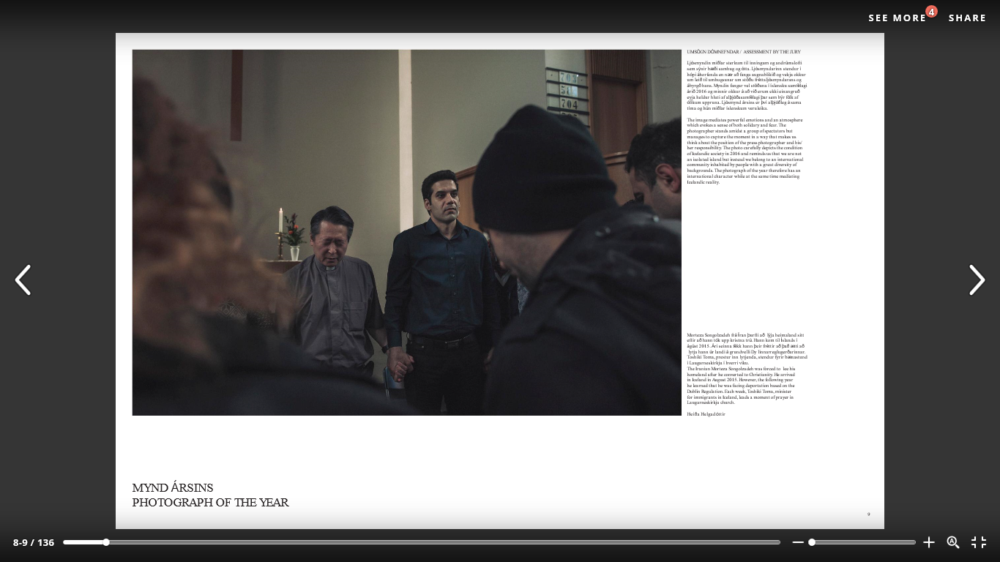 SEE MORE
4
SHARE
704
704
UMSÖGN DÓMNEFNDAR / ASSESSMENT BY THE JURY
Ljósmyndin miðlar sterkum til inningum og andrúmslofti
sem sýnir bæði samhug og ótta. Ljósmyndarinn stendur í
hópi áhorfenda en nær að fanga augnablikið og vekja okkur
um leið til umhugsunar um stöðu fréttaljósmyndarans og
ábyrgð hans. Myndin fangar vel stöðuna í íslensku samfélagi
árið 2016 og minnir okkur á að við erum ekki einangruð
eyja heldur hluti af alþjóðasamfélagi þar sem býr fólk af
ólíkum uppruna. Ljósmynd ársins er því alþjóðleg á sama
tíma og hún miðlar íslenskum veruleika.
The image mediates powerful emotions and an atmosphere
which evokes a sense of both solidary and fear. The
photographer stands amidst a group of spectators but
manages to capture the moment in a way that makes us
think about the position of the press photographer and his/
her responsibility. The photo carefully depicts the condition
of Icelandic society in 2016 and reminds us that we are not
an isolated island but instead we belong to an international
community inhabited by people with a great diversity of
backgrounds. The photograph of the year therefore has an
international character while at the same time mediating
Icelandic reality.
Morteza Songolzadeh frá Íran þurfti að lýja heimaland sitt
eftir að hann tók upp kristna trú. Hann kom til Íslands í
ágúst 2015. Ári seinna fékk hann þeir fréttir að það ætti að
lytja hann úr landi á grundvelli Dy linnarreglugerðarinnar.
Toshiki Toma, prestur inn lytjenda, stendur fyrir bænastund
í Laugarneskirkju í hverri viku.
The Iranian Morteza Songolzadeh was forced to lee his
homeland after he converted to Christianity. He arrived
in Iceland in August 2015. However, the following year
he learned that he was facing deportation based on the
Dublin Regulation. Each week, Toshiki Toma, minister
for immigrants in Iceland, leads a moment of prayer in
Laugarneskirkja church.
Heiða Helgadóttir
MYND ÁRSINS
PHOTOGRAPH OF THE YEAR
9
8-9 / 136